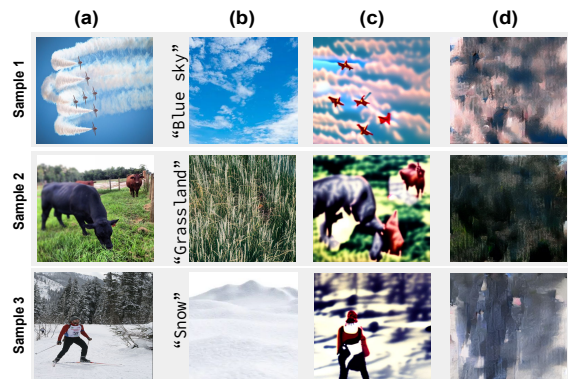 (a) (b) (c) (d)
Sample 1
“Blue sky”
Sample 2
“Grassland”
Sample 3
“Snow”